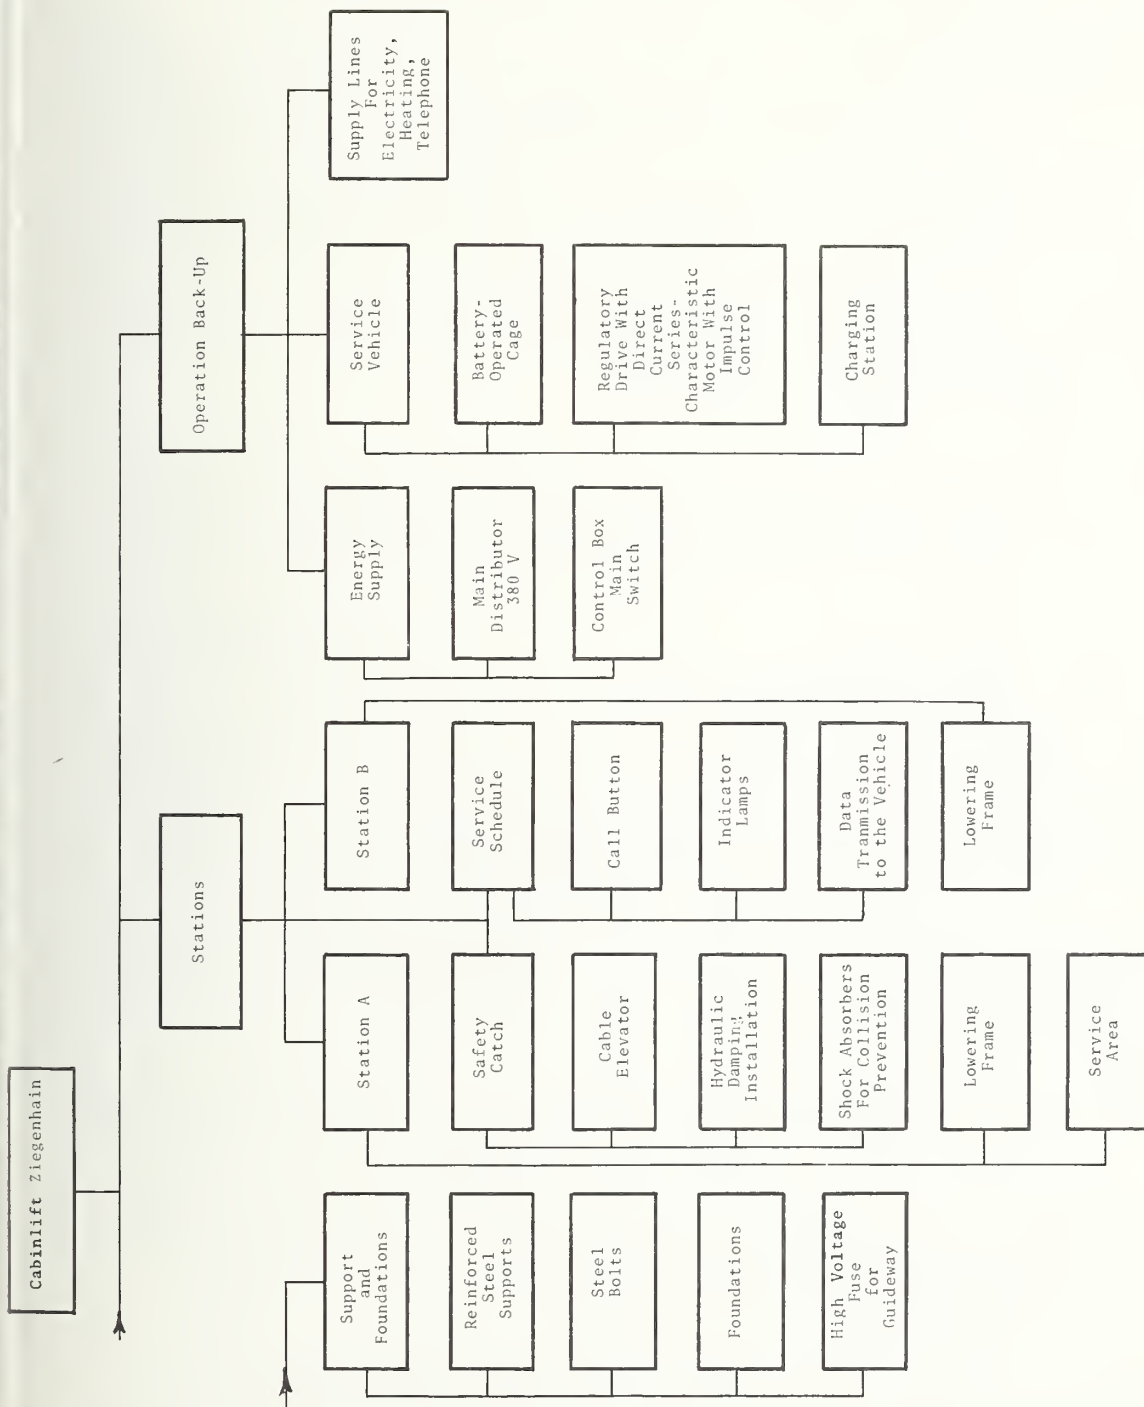 Cabinlift Ziegenhain
Stations
Operation Back-Up
Support
and
Foundations
Reinforced
Steel
Supports
Steel
Bolts
Foundations
High Voltage
Fuse
for
Guideway
Station A
Safety
Catch
Cable
Elevator
Hydraulic
Damping
Installation
Shock Absorbers
For Collision
Prevention
Lowering
Frame
Service
Area
Station B
Service
Schedule
Call Button
Indicator
Lamps
Data
Tranmission
to the Vehicle
Lowering
Frame
Energy
Supply
Main
Distributor
380 V
Control Box
Main
Switch
Service
Vehicle
Battery-
Operated
Cage
Regulatory
Drive With
Direct
Current
Series-
Characteristic
Motor With
Impulse
Control
Charging
Station
Supply Lines
For
Electricity,
Heating,
Telephone